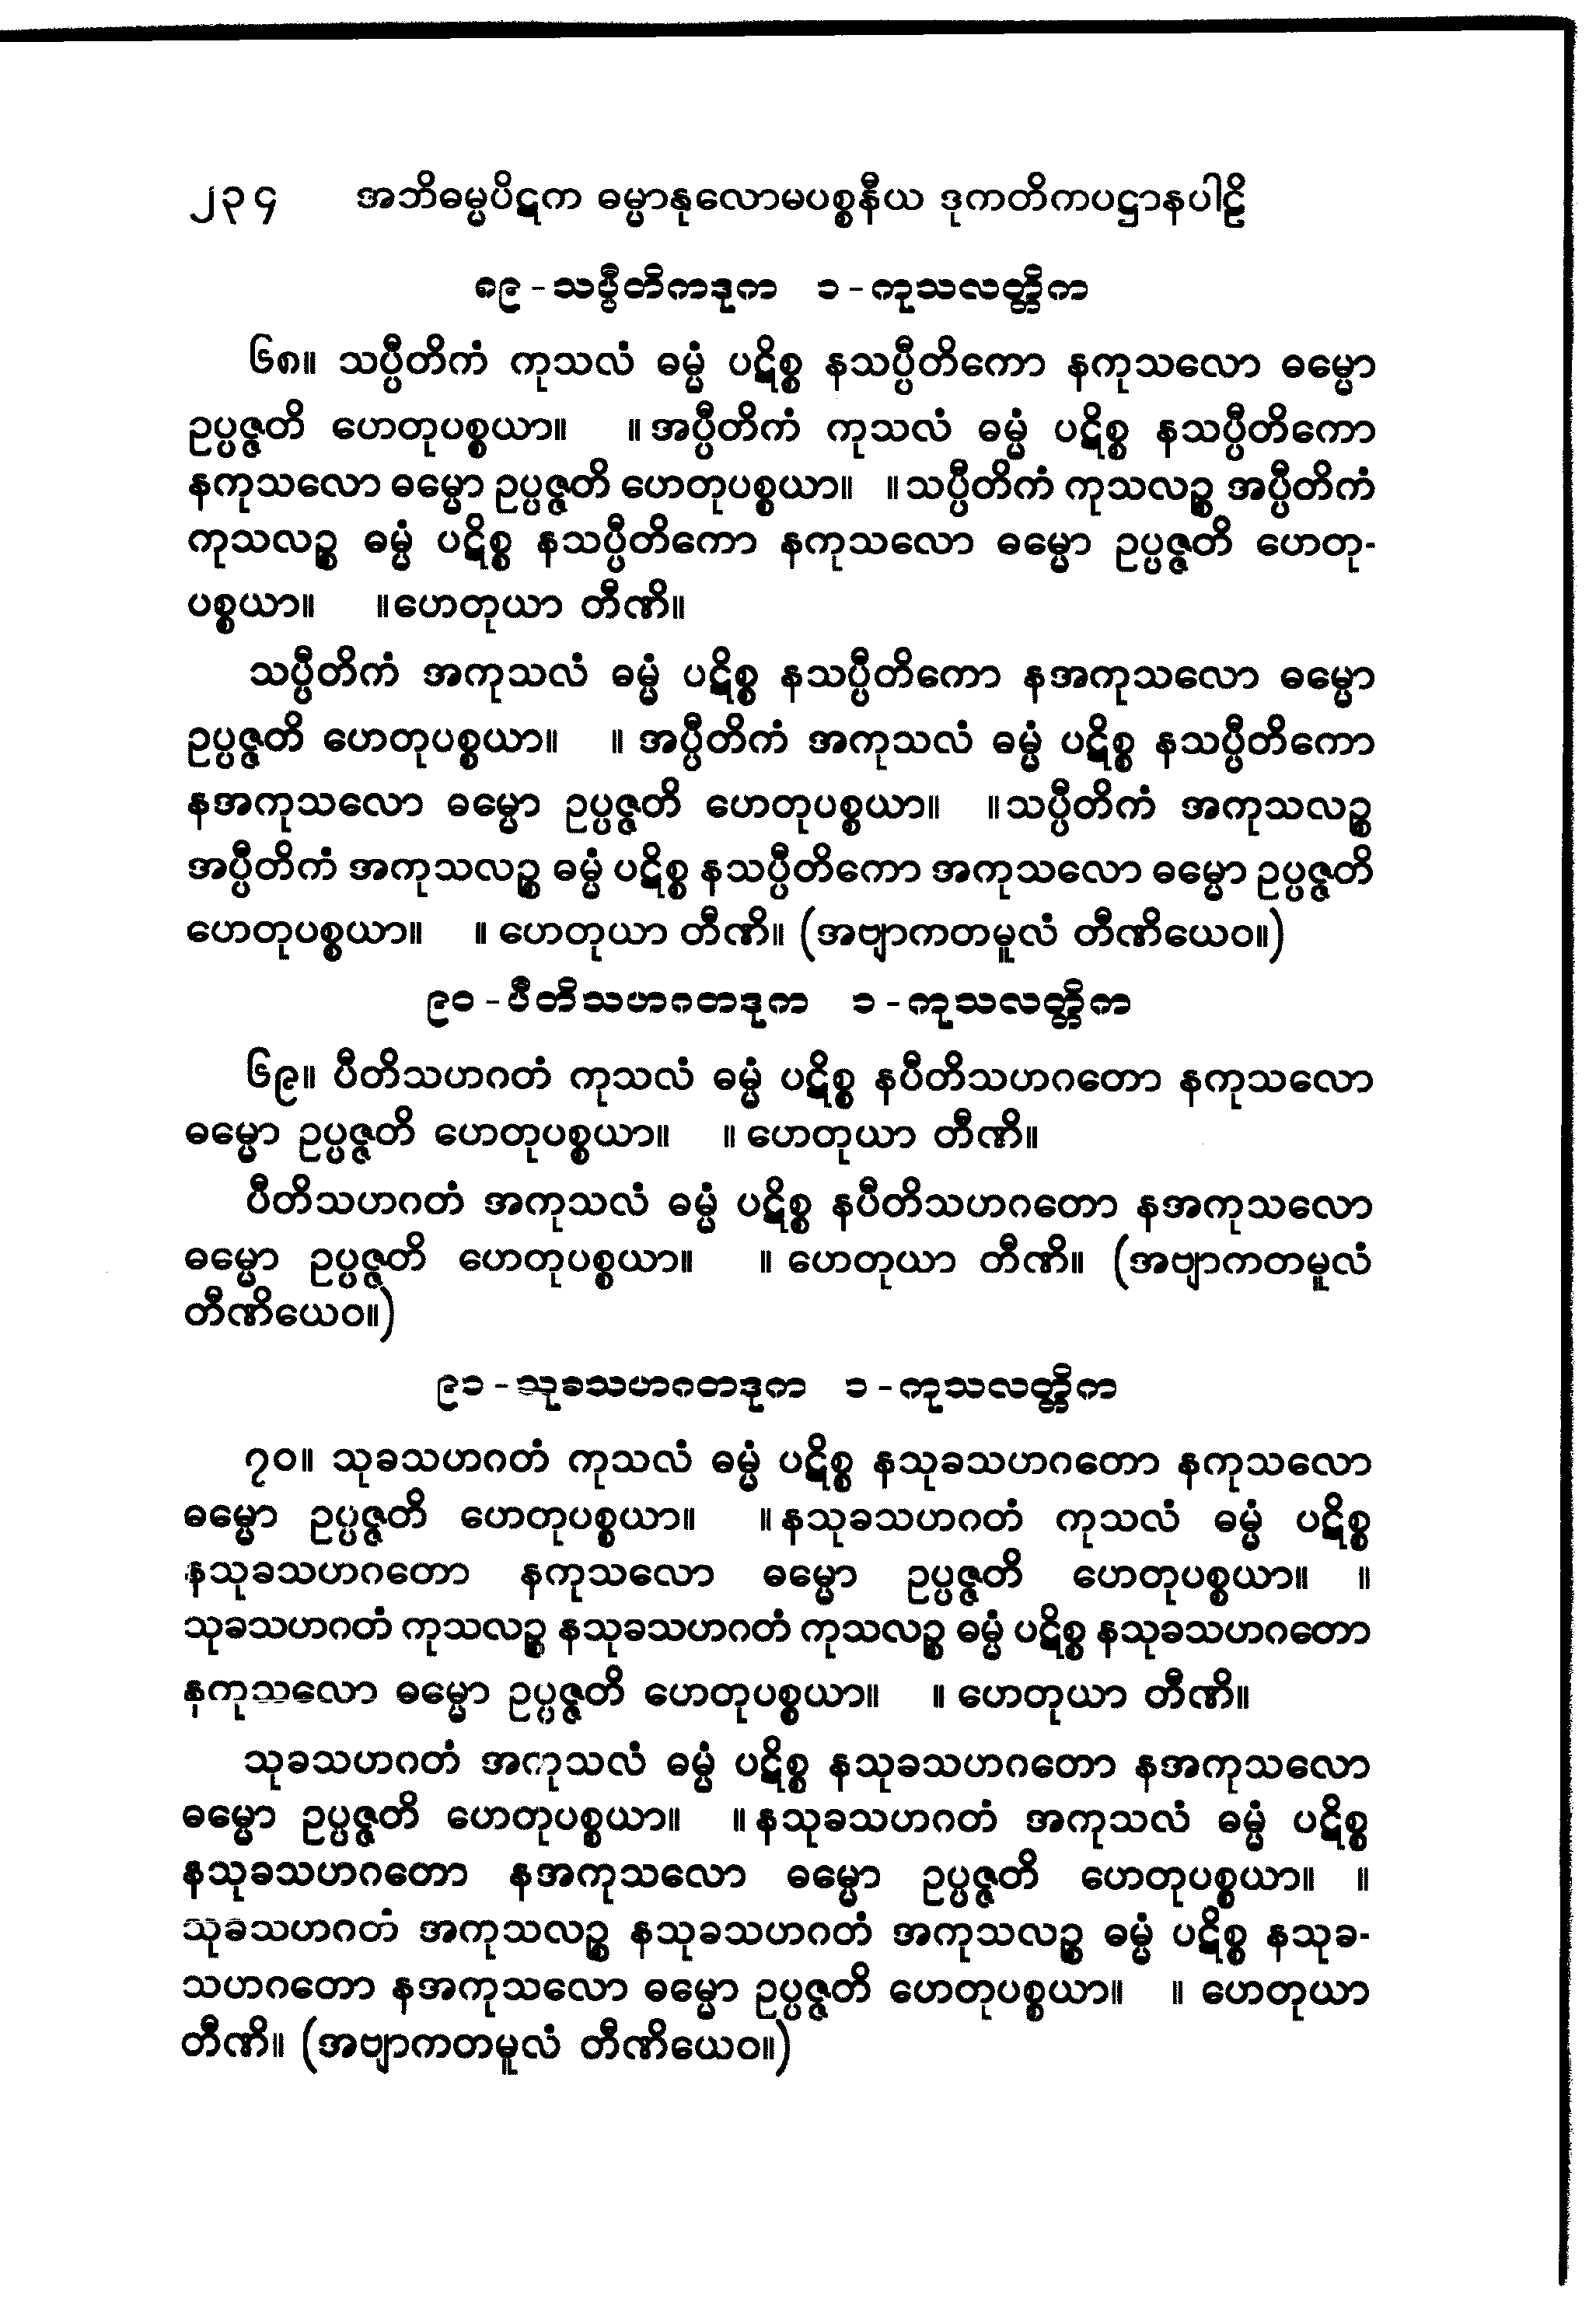 ၂၃၄ အဘိဓမ္မပိဋက ဓမ္မာနုလောမပစ္စနီယ ဒုကတိကပဋ္ဌာနပါဠိ
၈၉ - သပ္ပီတိကဒုက ၁ - ကုသလတ္တိက
၆၈။ သပ္ပီတိကံ ကုသလံ ဓမ္မံ ပဋိစ္စ နသပ္ပီတိကော နကုသလော ဓမ္မော
ဥပ္ပဇ္ဇတိ ဟေတုပစ္စယာ။ ။ အပ္ပီတိကံ ကုသလံ ဓမ္မံ ပဋိစ္စ နသပ္ပီတိကော
နကုသလော ဓမ္မော ဥပ္ပဇ္ဇတိ ဟေတုပစ္စယာ။ ။ သပ္ပီတိကံ ကုသလဉ္စ အပ္ပီတိကံ
ကုသလဉ္စ ဓမ္မံ ပဋိစ္စ နသပ္ပီတိကော နကုသလော ဓမ္မော ဥပ္ပဇ္ဇတိ ဟေတု-
ပစ္စယာ။ ။ဟေတုယာ တီဏိ။
သပ္ပီတိကံ အကုသလံ ဓမ္မံ ပဋိစ္စ နသပ္ပီတိကော နအကုသလော ဓမ္မော
ဥပ္ပဇ္ဇတိ ဟေတုပစ္စယာ။ ။ အပ္ပီတိကံ အကုသလံ ဓမ္မံ ပဋိစ္စ နသပ္ပီတိကော
နအကုသလော ဓမ္မော ဥပ္ပဇ္ဇတိ ဟေတုပစ္စယာ။ ။သပ္ပီတိကံ အကုသလဉ္စ
အပ္ပီတိကံ အကုသလဉ္စ ဓမ္မံ ပဋိစ္စ နသပ္ပီတိကော အကုသလော ဓမ္မော ဥပ္ပဇ္ဇတိ
ဟေတုပစ္စယာ။ ။ ဟေတုယာ တီဏိ။ (အဗျာကတမူလံ တီဏိယေဝ။)
၉၀ - ပီတိသဟဂတဒုက ၁ - ကုသလတ္တိက
၆၉။ ပီတိသဟဂတံ ကုသလံ ဓမ္မံ ပဋိစ္စ နပီတိသဟဂတော နကုသလော
ဓမ္မော ဥပ္ပဇ္ဇတိ ဟေတုပစ္စယာ။ ။ ဟေတုယာ တီဏိ။
ပီတိသဟဂတံ အကုသလံ ဓမ္မံ ပဋိစ္စ နပီတိသဟဂတော နအကုသလော
ဓမ္မော ဥပ္ပဇ္ဇတိ ဟေတုပစ္စယာ။ ။ ဟေတုယာ တီဏိ။ (အဗျာကတမူလံ
တီဏိယေဝ။)
၉၁ - သုခသဟဂတဒုက ၁ - ကုသလတ္တိက
၇၀။ သုခသဟဂတံ ကုသလံ ဓမ္မံ ပဋိစ္စ နသုခသဟဂတော နကုသလော
ဓမ္မော ဥပ္ပဇ္ဇတိ ဟေတုပစ္စယာ။ ။ နသုခသဟဂတံ ကုသလံ ဓမ္မံ ပဋိစ္စ
နသုခသဟဂတော နကုသလော ဓမ္မော ဥပ္ပဇ္ဇတိ ဟေတုပစ္စယာ။ ။
သုခသဟဂတံ ကုသလဉ္စ နသုခသဟဂတံ ကုသလဉ္စ ဓမ္မံ ပဋိစ္စ နသုခသဟဂတော
နကုသလော ဓမ္မော ဥပ္ပဇ္ဇတိ ဟေတုပစ္စယာ။ ။ ဟေတုယာ တီဏိ။
သုခသဟဂတံ အကုသလံ ဓမ္မံ ပဋိစ္စ နသုခသဟဂတော နအကုသလော
ဓမ္မော ဥပ္ပဇ္ဇတိ ဟေတုပစ္စယာ။ ။ နသုခသဟဂတံ အကုသလံ ဓမ္မံ ပဋိစ္စ
နသုခသဟဂတော နအကုသလော ဓမ္မော ဥပ္ပဇ္ဇတိ ဟေတုပစ္စယာ။ ။
သုခသဟဂတံ အကုသလဉ္စ နသုခသဟဂတံ အကုသလဉ္စ ဓမ္မံ ပဋိစ္စ နသုခ-
သဟဂတော နအကုသလော ဓမ္မော ဥပ္ပဇ္ဇတိ ဟေတုပစ္စယာ။ ။ ဟေတုယာ
တီဏိ။ (အဗျာကတမူလံ တီဏိယေဝ။)